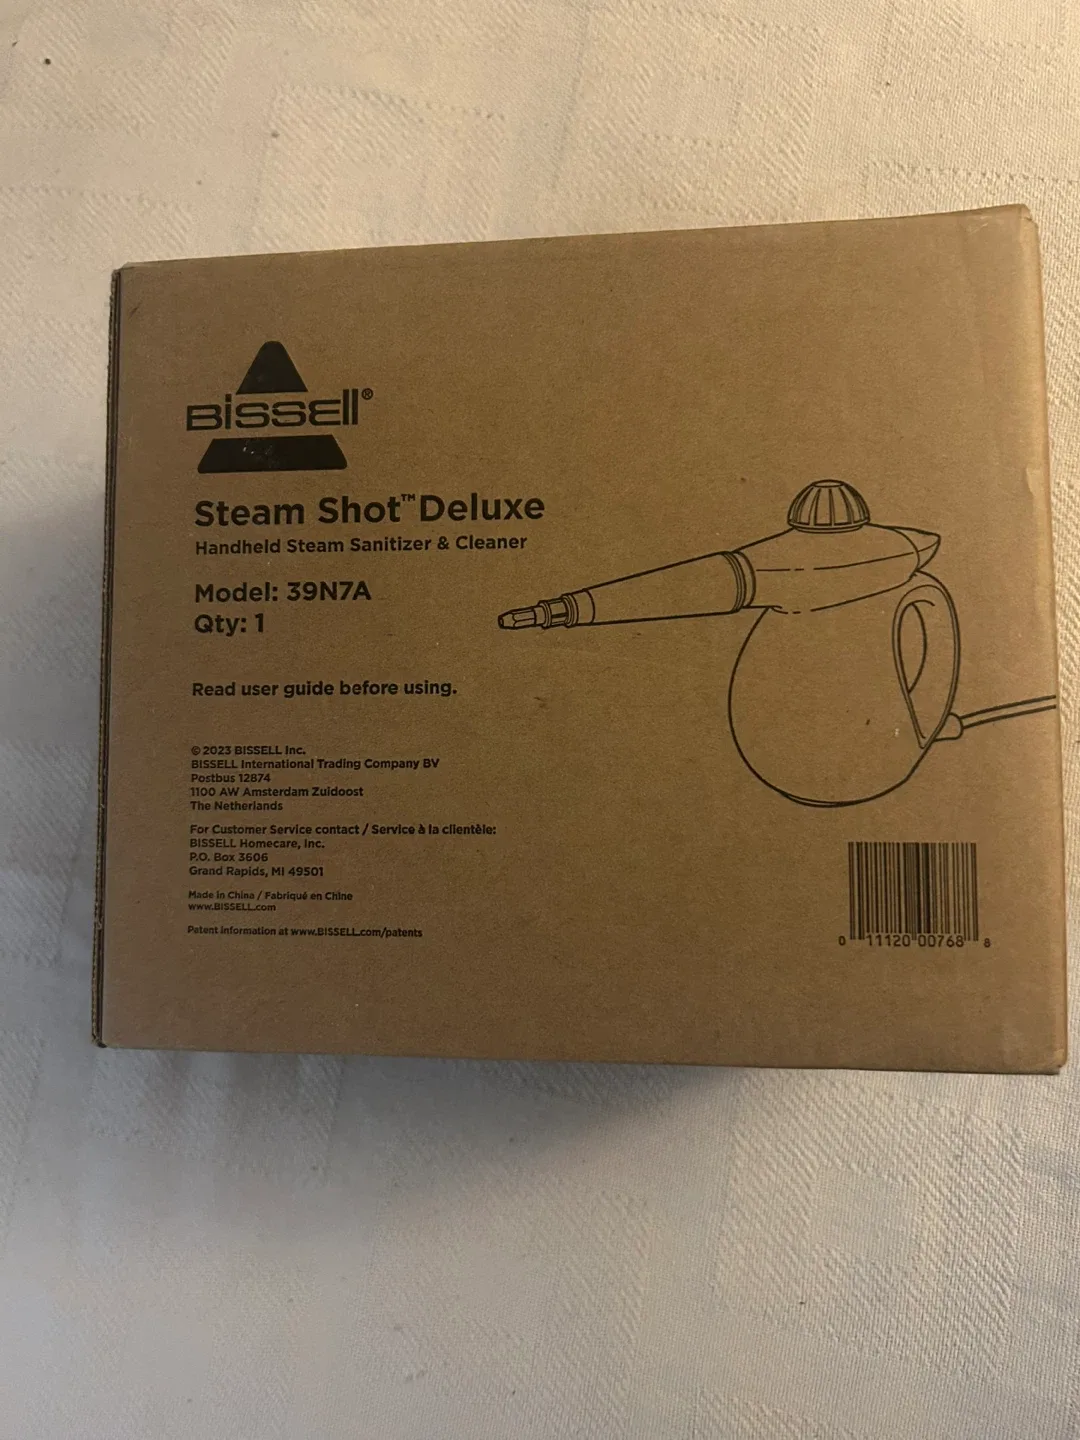 BISSELL®
Steam Shot™ Deluxe
Handheld Steam Sanitizer & Cleaner
Model: 39N7A
Qty: 1
Read user guide before using.
© 2023 BISSELL Inc.
BISSELL International Trading Company BV
Postbus 12874
1100 AW Amsterdam Zuidoost
The Netherlands
For Customer Service contact / Service à la clientèle:
BISSELL Homecare, Inc.
P.O. Box 3606
Grand Rapids, MI 49501
Made in China / Fabriqué en Chine
www.BISSELL.com
Patent information at www.BISSELL.com/patents
0 11120 00768 8